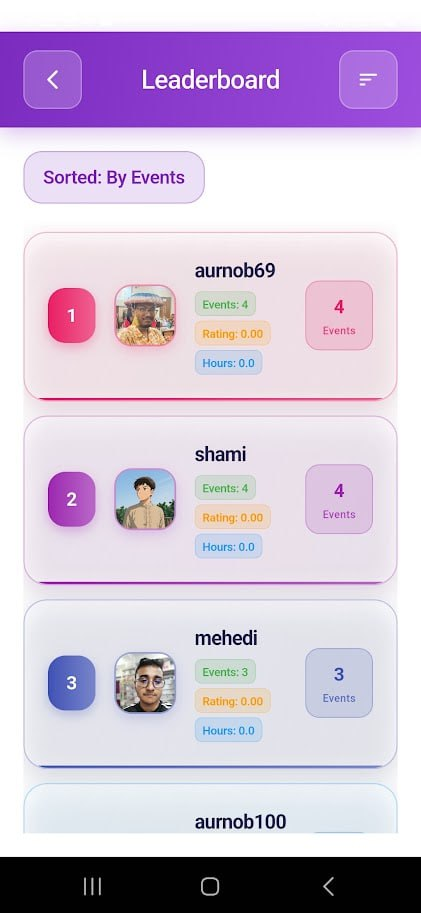 Leaderboard
Sorted: By Events
1
aurnob69
Events: 4
Rating: 0.00
Hours: 0.0
4
Events
2
shami
Events: 4
Rating: 0.00
Hours: 0.0
4
Events
3
mehedi
Events: 3
Rating: 0.00
Hours: 0.0
3
Events
aurnob100